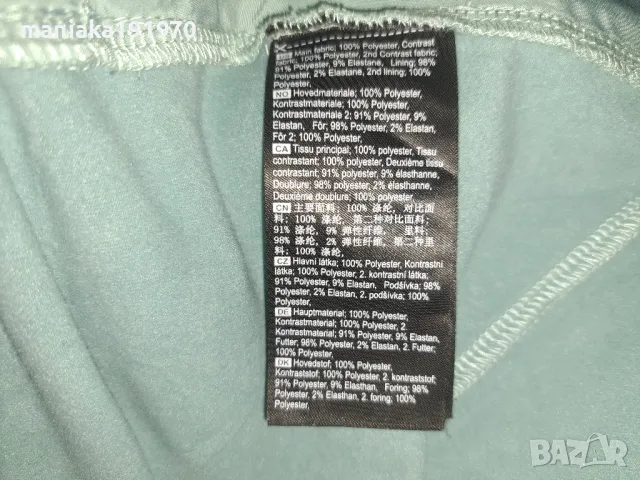 maniaka191970
Main fabric; 100% Polyester, Contrast
fabric; 100% Polyester, 2nd Contrast fabric;
91% Polyester, 9% Elastane, Lining; 98%
Polyester, 2% Elastane, 2nd lining; 100%
Polyester,
NO Hovedmateriale; 100% Polyester,
Kontrastmateriale; 100% Polyester,
Kontrastmateriale 2; 91% Polyester, 9%
Elastan, Fôr; 98% Polyester, 2% Elastan,
Fôr 2; 100% Polyester,
CA Tissu principal; 100% polyester, Tissu
contrastant; 100% polyester, Deuxième tissu
contrastant; 91% polyester, 9% élasthanne,
Doublure; 98% polyester, 2% élasthanne,
Deuxième doublure; 100% polyester,
CN 主要面料; 100% 涤纶, 对比面
料; 100% 涤纶, 第二种对比面料;
91% 涤纶, 9% 弹性纤维, 里料;
98% 涤纶, 2% 弹性纤维, 第二种里
料; 100% 涤纶,
CZ Hlavní látka; 100% Polyester, Kontrastní
látka; 100% Polyester, 2. kontrastní látka;
91% Polyester, 9% Elastan, Podšívka; 98%
Polyester, 2% Elastan, 2. podšívka; 100%
Polyester,
DE Hauptmaterial; 100% Polyester,
Kontrastmaterial; 100% Polyester, 2.
Kontrastmaterial; 91% Polyester, 9% Elastan,
Futter; 98% Polyester, 2% Elastan, 2. Futter;
100% Polyester,
DK Hovedstof; 100% Polyester,
Kontraststof; 100% Polyester, 2. kontraststof;
91% Polyester, 9% Elasthan, Foring; 98%
Polyester, 2% Elasthan, 2. foring; 100%
Polyester,
BAZAR